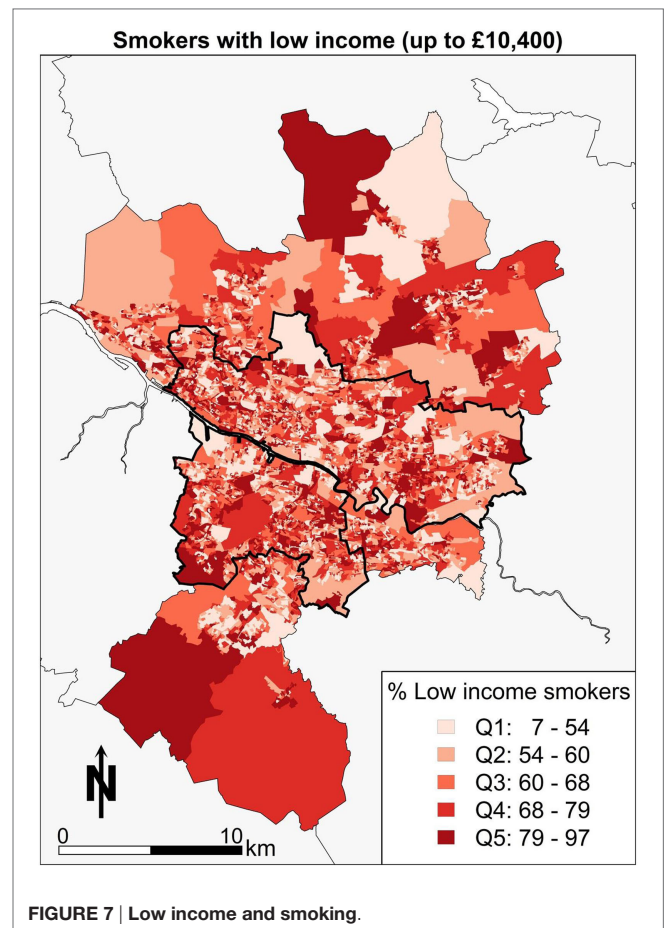 Smokers with low income (up to £10,400)
% Low income smokers
Q1: 7 - 54
Q2: 54 - 60
Q3: 60 - 68
Q4: 68 - 79
Q5: 79 - 97
N
0 10
km
FIGURE 7 | Low income and smoking.